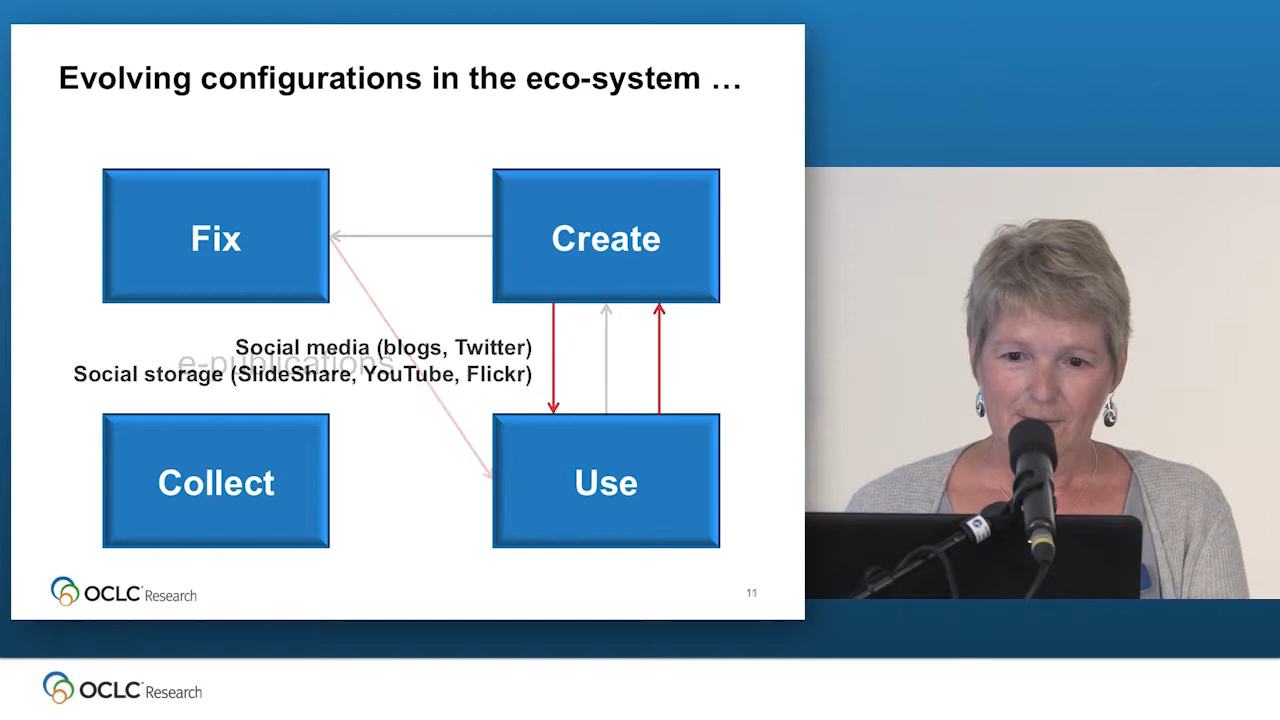 Evolving configurations in the eco-system …
Fix
Create
Social media (blogs, Twitter)
e-publications
Social storage (SlideShare, YouTube, Flickr)
Collect
Use
OCLC Research
11
OCLC Research